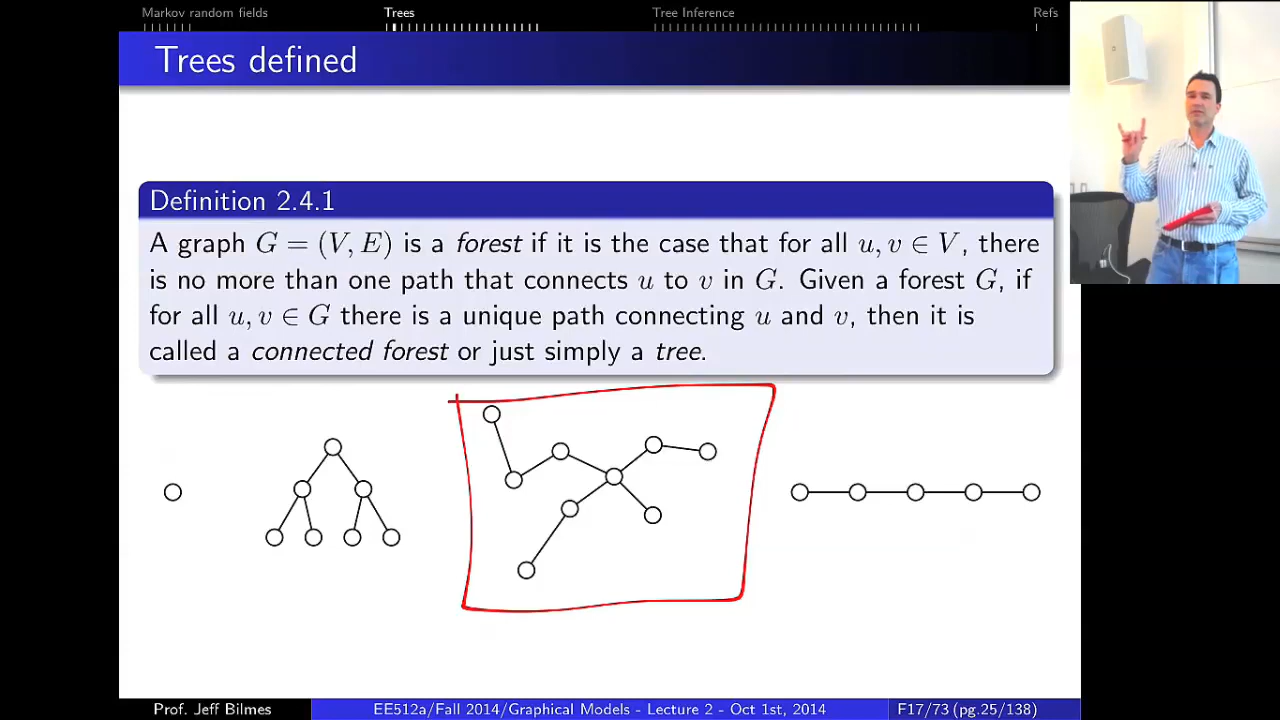 Markov random fields Trees Tree Inference Refs
Trees defined
Definition 2.4.1
A graph G = (V, E) is a forest if it is the case that for all u, v ∈ V, there
is no more than one path that connects u to v in G. Given a forest G, if
for all u, v ∈ G there is a unique path connecting u and v, then it is
called a connected forest or just simply a tree.
Prof. Jeff Bilmes EE512a/Fall 2014/Graphical Models - Lecture 2 - Oct 1st, 2014 F17/73 (pg.25/138)